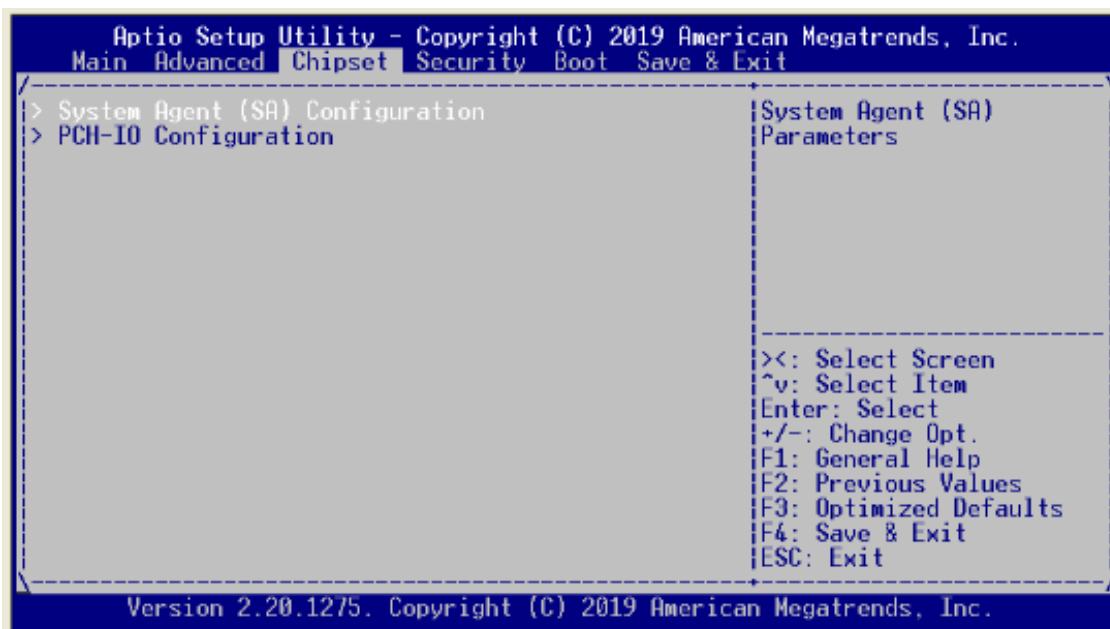 Aptio Setup Utility - Copyright (C) 2019 American Megatrends, Inc.
Main Advanced Chipset Security Boot Save & Exit
> System Agent (SA) Configuration
> PCH-IO Configuration
System Agent (SA)
Parameters
><: Select Screen
^v: Select Item
Enter: Select
+/-: Change Opt.
F1: General Help
F2: Previous Values
F3: Optimized Defaults
F4: Save & Exit
ESC: Exit
Version 2.20.1275. Copyright (C) 2019 American Megatrends, Inc.